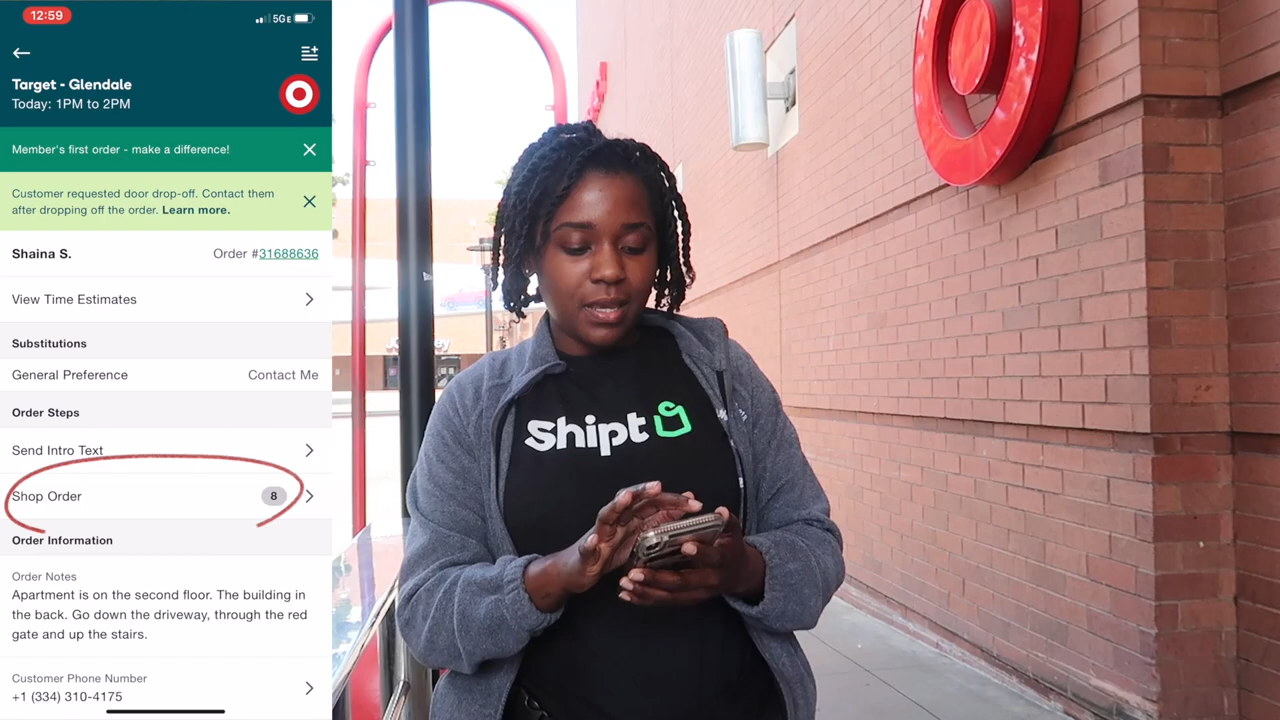 12:59
5GE
Target - Glendale
Today: 1PM to 2PM
Member's first order - make a difference!
Customer requested door drop-off. Contact them
after dropping off the order. Learn more.
Shaina S.
Order #31688636
View Time Estimates
Substitutions
General Preference
Contact Me
Order Steps
Send Intro Text
Shop Order
8
Order Information
Order Notes
Apartment is on the second floor. The building in
the back. Go down the driveway, through the red
gate and up the stairs.
Customer Phone Number
+1 (334) 310-4175
Shipt